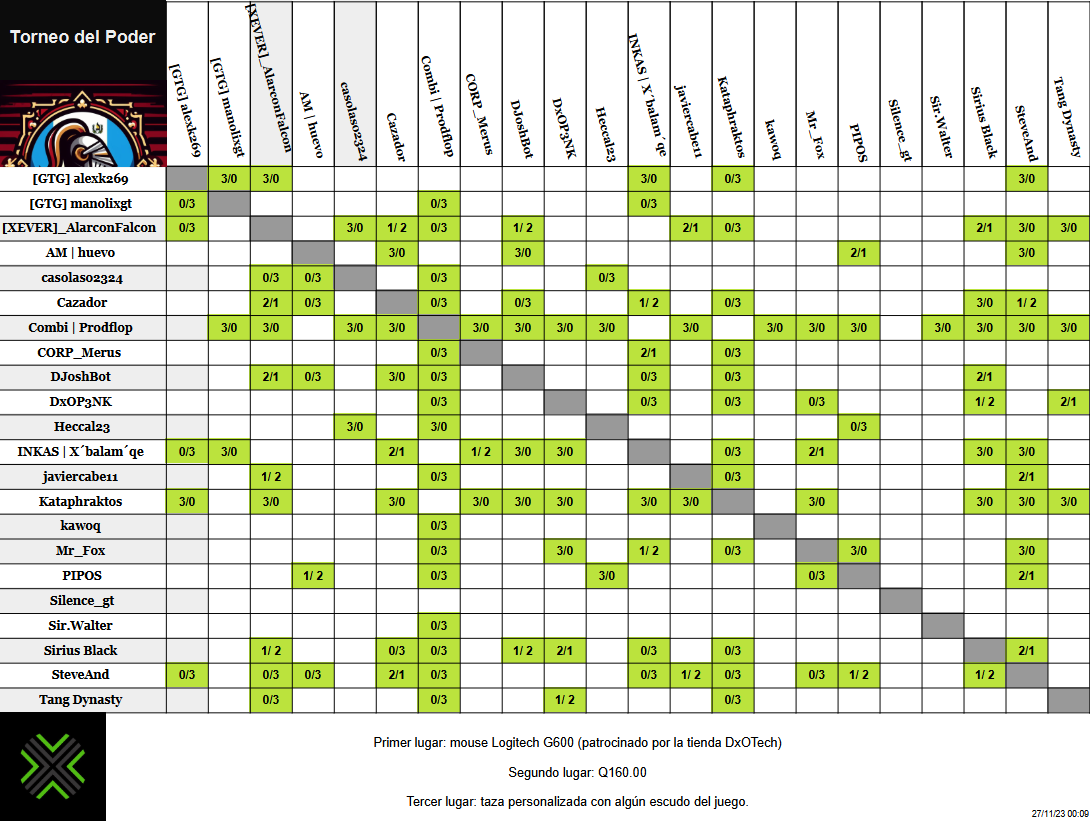 Torneo del Poder
[GTG] alexk269 [GTG] manolixgt [XEVER]_AlarconFalcon AM | huevo casolas02324 Cazador Combi | Prodflop CORP_Merus DJoshBot DxOP3NK Heccal23 INKAS | X´balam´qe javiercabe11 Kataphraktos kawoq Mr_Fox PIPOS Silence_gt Sir.Walter Sirius Black SteveAnd Tang Dynasty
[GTG] alexk269 3/0 3/0 3/0 0/3 3/0
[GTG] manolixgt 0/3 0/3 0/3
[XEVER]_AlarconFalcon 0/3 3/0 1/ 2 0/3 1/ 2 2/1 0/3 2/1 3/0 3/0
AM | huevo 3/0 3/0 2/1 3/0
casolas02324 0/3 0/3 0/3 0/3
Cazador 2/1 0/3 0/3 0/3 1/ 2 0/3 3/0 1/ 2
Combi | Prodflop 3/0 3/0 3/0 3/0 3/0 3/0 3/0 3/0 3/0 3/0 3/0 3/0 3/0 3/0 3/0 3/0
CORP_Merus 0/3 2/1 0/3
DJoshBot 2/1 0/3 3/0 0/3 0/3 0/3 2/1
DxOP3NK 0/3 0/3 0/3 0/3 1/ 2 2/1
Heccal23 3/0 3/0 0/3
INKAS | X´balam´qe 0/3 3/0 2/1 1/ 2 3/0 3/0 0/3 2/1 3/0 3/0
javiercabe11 1/ 2 0/3 0/3 2/1
Kataphraktos 3/0 3/0 3/0 3/0 3/0 3/0 3/0 3/0 3/0 3/0 3/0 3/0
kawoq 0/3
Mr_Fox 0/3 3/0 1/ 2 0/3 3/0 3/0
PIPOS 1/ 2 0/3 3/0 0/3 2/1
Silence_gt
Sir.Walter 0/3
Sirius Black 1/ 2 0/3 0/3 1/ 2 2/1 0/3 0/3 2/1
SteveAnd 0/3 0/3 0/3 2/1 0/3 0/3 1/ 2 0/3 0/3 1/ 2 1/ 2
Tang Dynasty 0/3 0/3 1/ 2 0/3
Primer lugar: mouse Logitech G600 (patrocinado por la tienda DxOTech)
Segundo lugar: Q160.00
Tercer lugar: taza personalizada con algún escudo del juego.
27/11/23 00:09